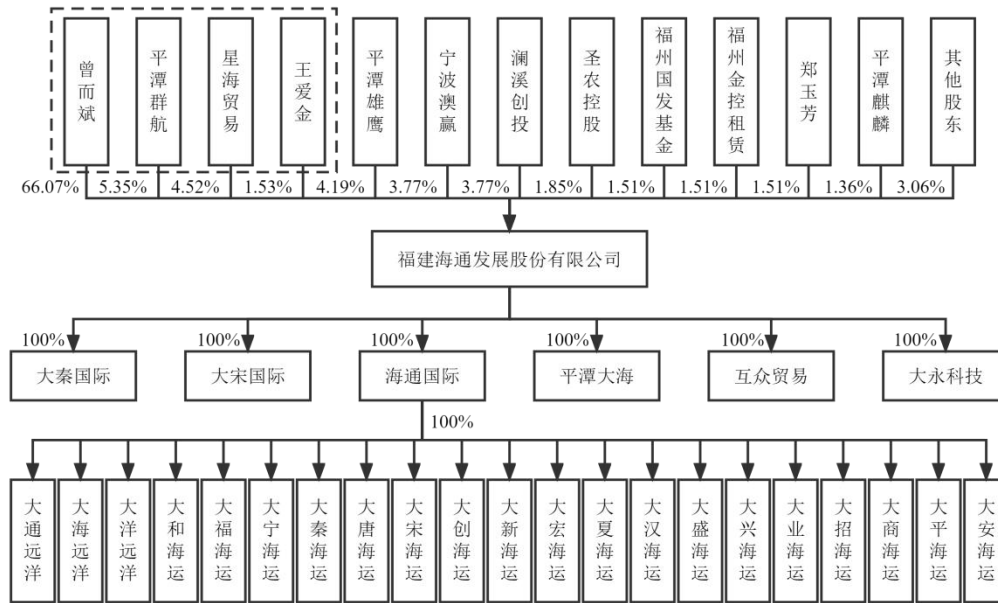 曾而斌
平潭群航
星海贸易
王爱金
平潭雄鹰
宁波澳赢
澜溪创投
圣农控股
福州国发基金
福州金控租赁
郑玉芳
平潭麒麟
其他股东
66.07%
5.35%
4.52%
1.53%
4.19%
3.77%
3.77%
1.85%
1.51%
1.51%
1.51%
1.36%
3.06%
福建海通发展股份有限公司
100%
100%
100%
100%
100%
100%
大秦国际
大宋国际
海通国际
平潭大海
互众贸易
大永科技
100%
大通远洋
大海远洋
大洋远洋
大和海运
大福海运
大宁海运
大秦海运
大唐海运
大宋海运
大创海运
大新海运
大宏海运
大夏海运
大汉海运
大盛海运
大兴海运
大业海运
大招海运
大商海运
大平海运
大安海运